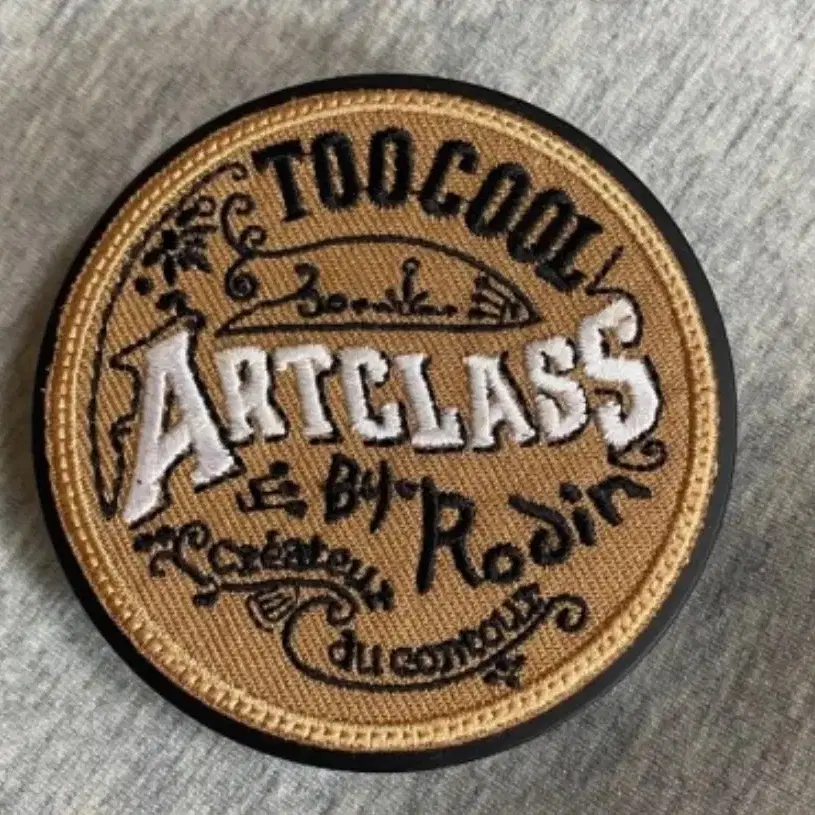 TOOCOOL
ARTCLASS
By. Rodin
Créateur
du contour